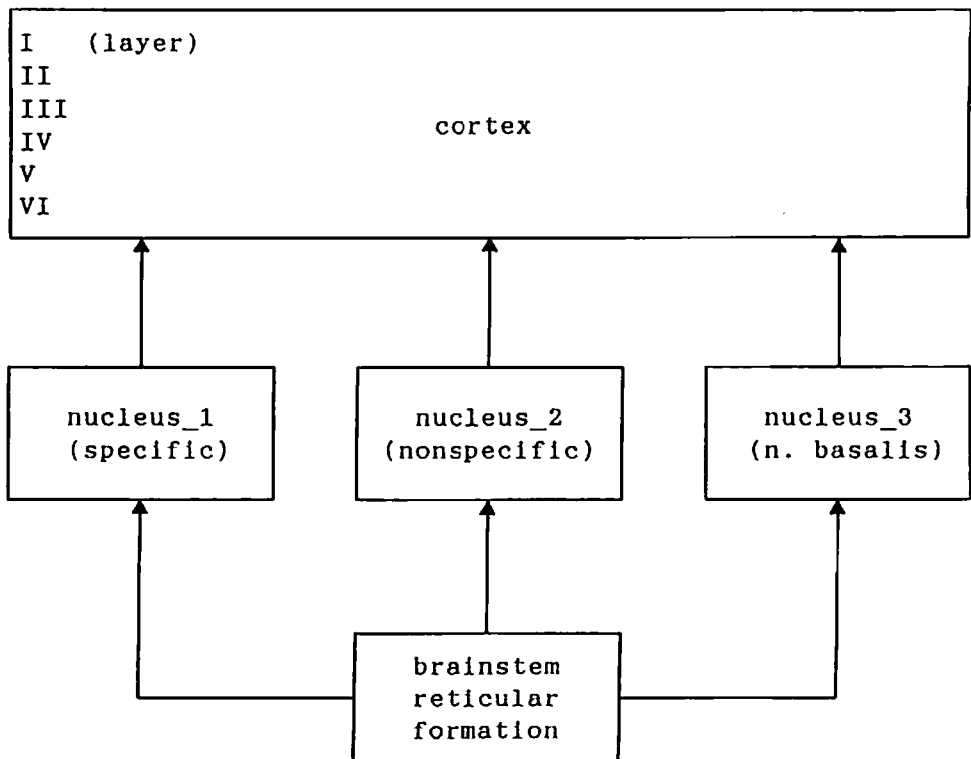 I (layer)
II
III
IV
V
VI
cortex
nucleus_1
(specific)
nucleus_2
(nonspecific)
nucleus_3
(n. basalis)
brainstem
reticular
formation